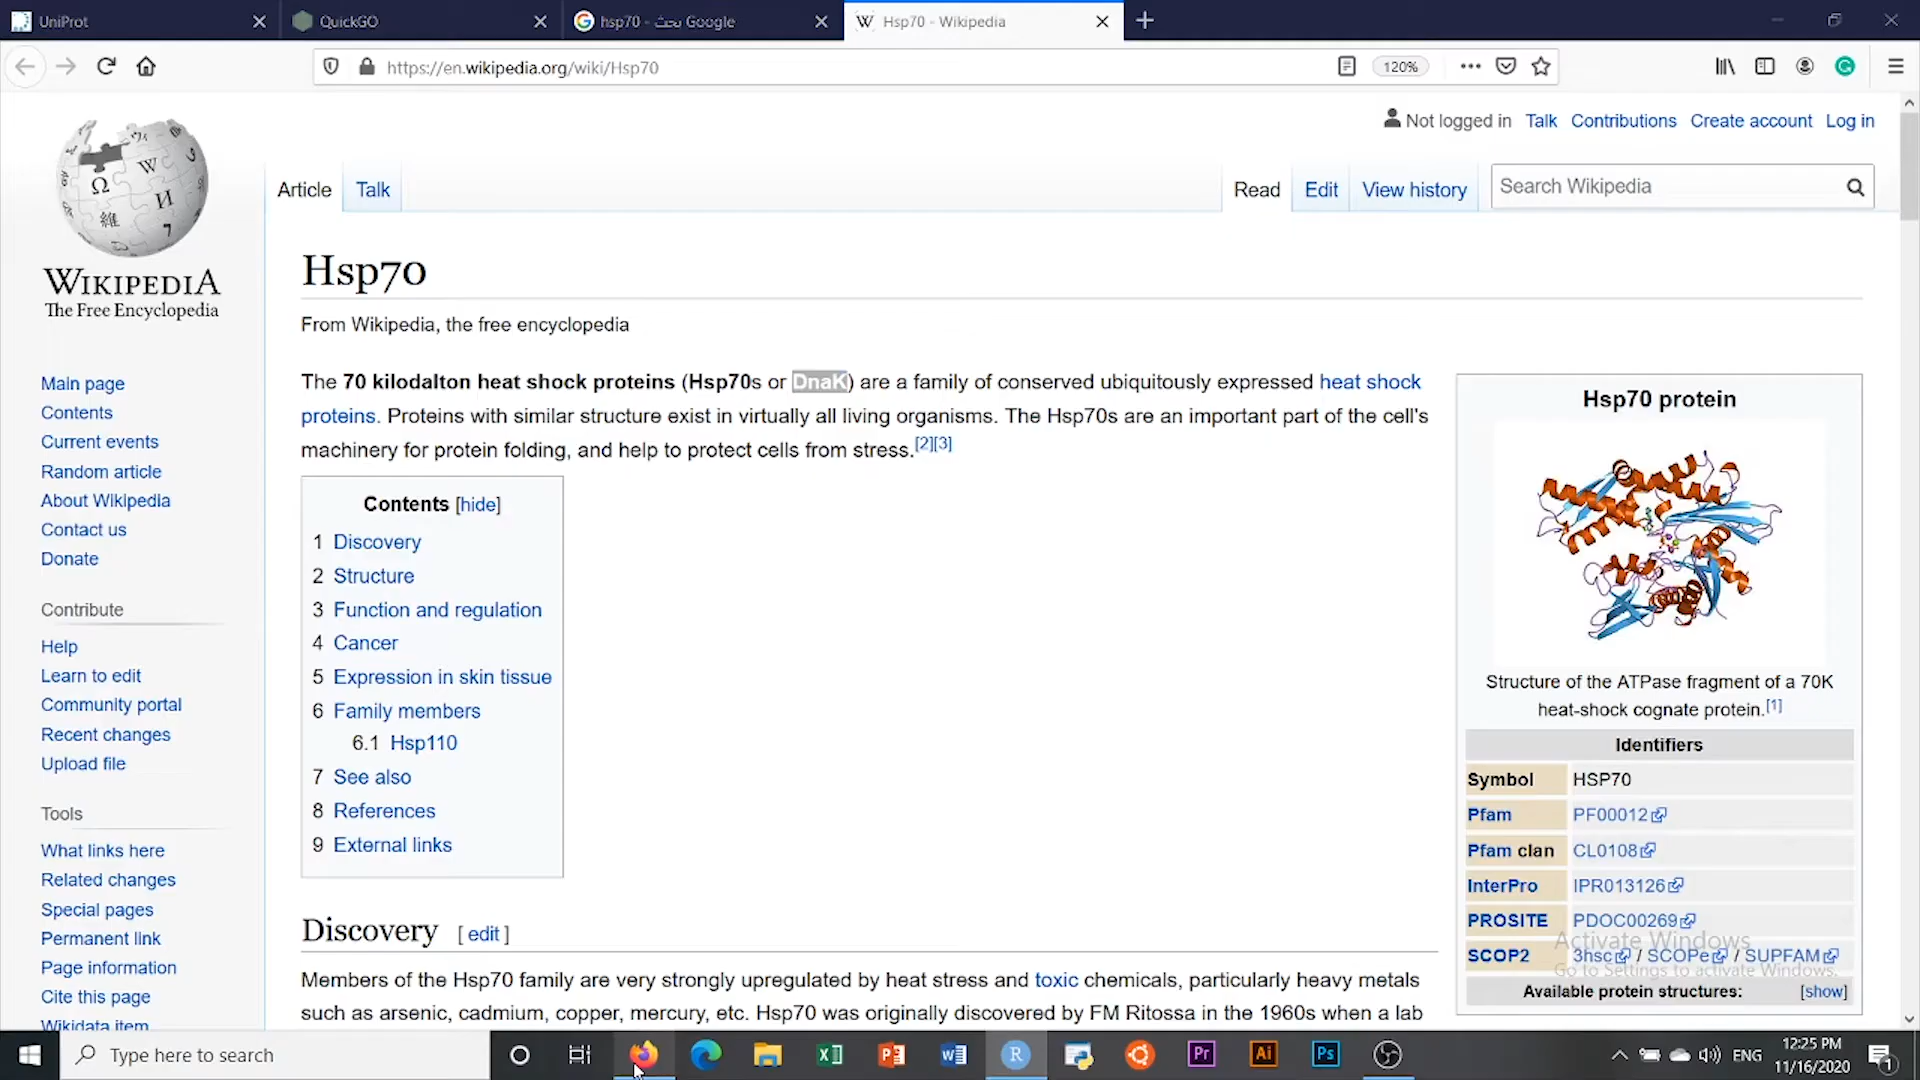 UniProt
QuickGO
hsp70 - بحث Google
Hsp70 - Wikipedia
https://en.wikipedia.org/wiki/Hsp70
120%
Not logged in Talk Contributions Create account Log in
Article Talk Read Edit View history Search Wikipedia
WIKIPEDIA
The Free Encyclopedia
Main page
Contents
Current events
Random article
About Wikipedia
Contact us
Donate
Contribute
Help
Learn to edit
Community portal
Recent changes
Upload file
Tools
What links here
Related changes
Special pages
Permanent link
Page information
Cite this page
Wikidata item
Hsp70
From Wikipedia, the free encyclopedia
The 70 kilodalton heat shock proteins (Hsp70s or DnaK) are a family of conserved ubiquitously expressed heat shock
proteins. Proteins with similar structure exist in virtually all living organisms. The Hsp70s are an important part of the cell's
machinery for protein folding, and help to protect cells from stress.[2][3]
Contents [hide]
1 Discovery
2 Structure
3 Function and regulation
4 Cancer
5 Expression in skin tissue
6 Family members
6.1 Hsp110
7 See also
8 References
9 External links
Discovery [ edit ]
Members of the Hsp70 family are very strongly upregulated by heat stress and toxic chemicals, particularly heavy metals
such as arsenic, cadmium, copper, mercury, etc. Hsp70 was originally discovered by FM Ritossa in the 1960s when a lab
Hsp70 protein
Structure of the ATPase fragment of a 70K
heat-shock cognate protein.[1]
Identifiers
Symbol HSP70
Pfam PF00012
Pfam clan CL0108
InterPro IPR013126
PROSITE PDOC00269
SCOP2 3hsc / SCOPe / SUPFAM
Available protein structures: [show]
Activate Windows
Go to Settings to activate Windows.
Type here to search
ENG
12:25 PM
11/16/2020
1